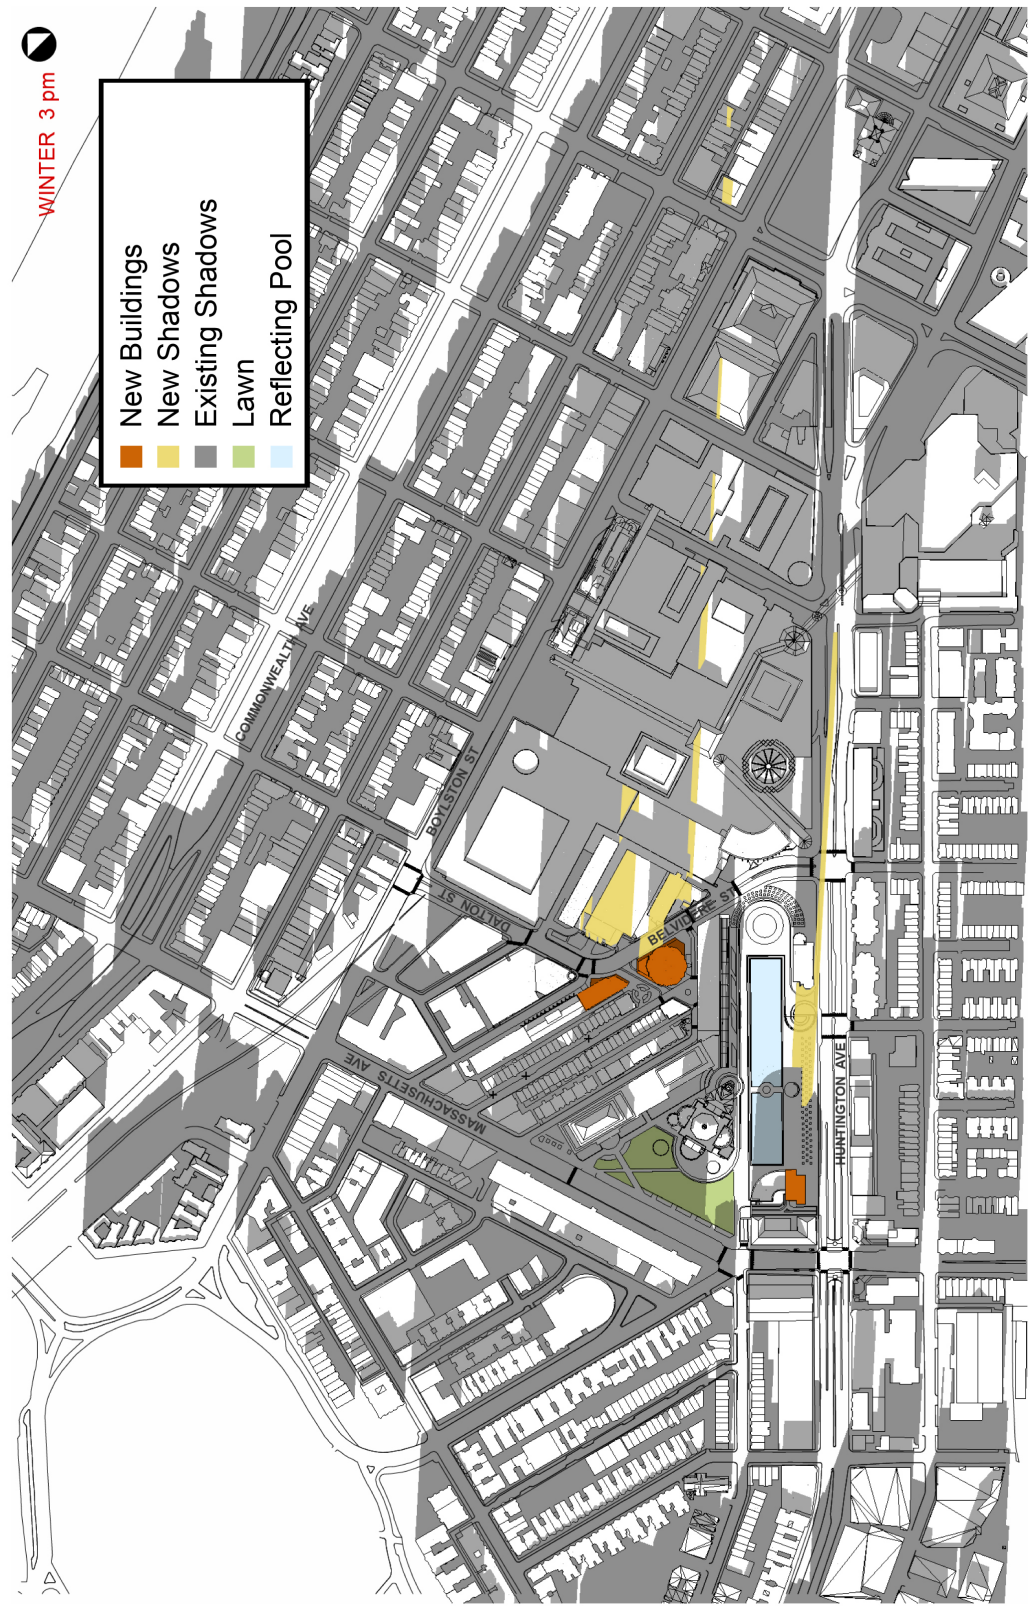 WINTER 3 pm
New Buildings
New Shadows
Existing Shadows
Lawn
Reflecting Pool
COMMONWEALTH AVE
BOYLSTON ST
DALTON ST
BELVIDERE ST
MASSACHUSETTS AVE
HUNTINGTON AVE